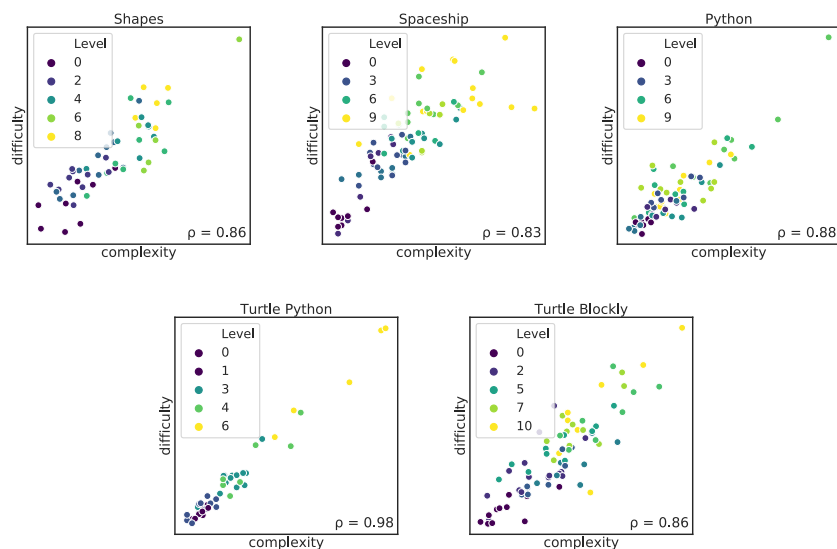 Shapes
Level
0
2
4
6
8
difficulty
complexity
ρ = 0.86
Spaceship
Level
0
3
6
9
difficulty
complexity
ρ = 0.83
Python
Level
0
3
6
9
difficulty
complexity
ρ = 0.88
Turtle Python
Level
0
1
3
4
6
difficulty
complexity
ρ = 0.98
Turtle Blockly
Level
0
2
5
7
10
difficulty
complexity
ρ = 0.86